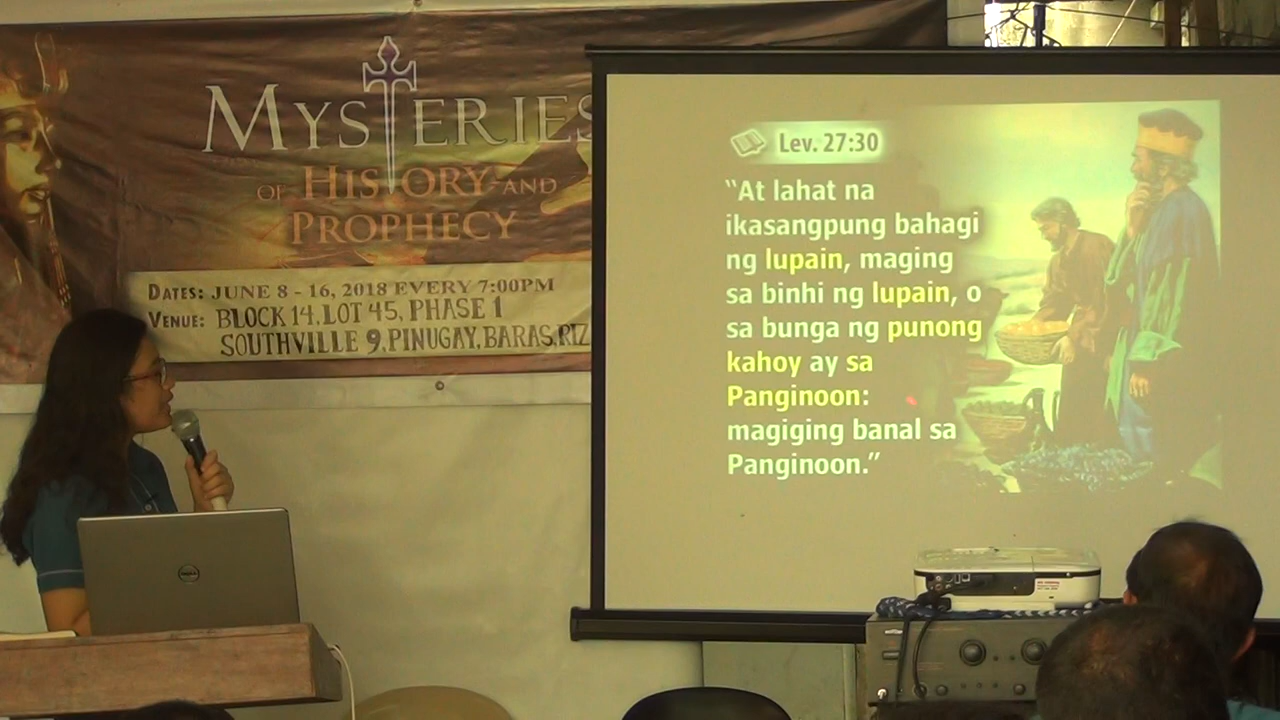 MYSTERIES
OF HISTORY AND
PROPHECY
DATES: JUNE 8 - 16, 2018 EVERY 7:00PM
VENUE: BLOCK 14, LOT 45, PHASE 1
SOUTHVILLE 9, PINUGAY, BARAS, RIZ
Lev. 27:30
“At lahat na
ikasangpung bahagi
ng lupain, maging
sa binhi ng lupain, o
sa bunga ng punong
kahoy ay sa
Panginoon:
magiging banal sa
Panginoon.”
DELL